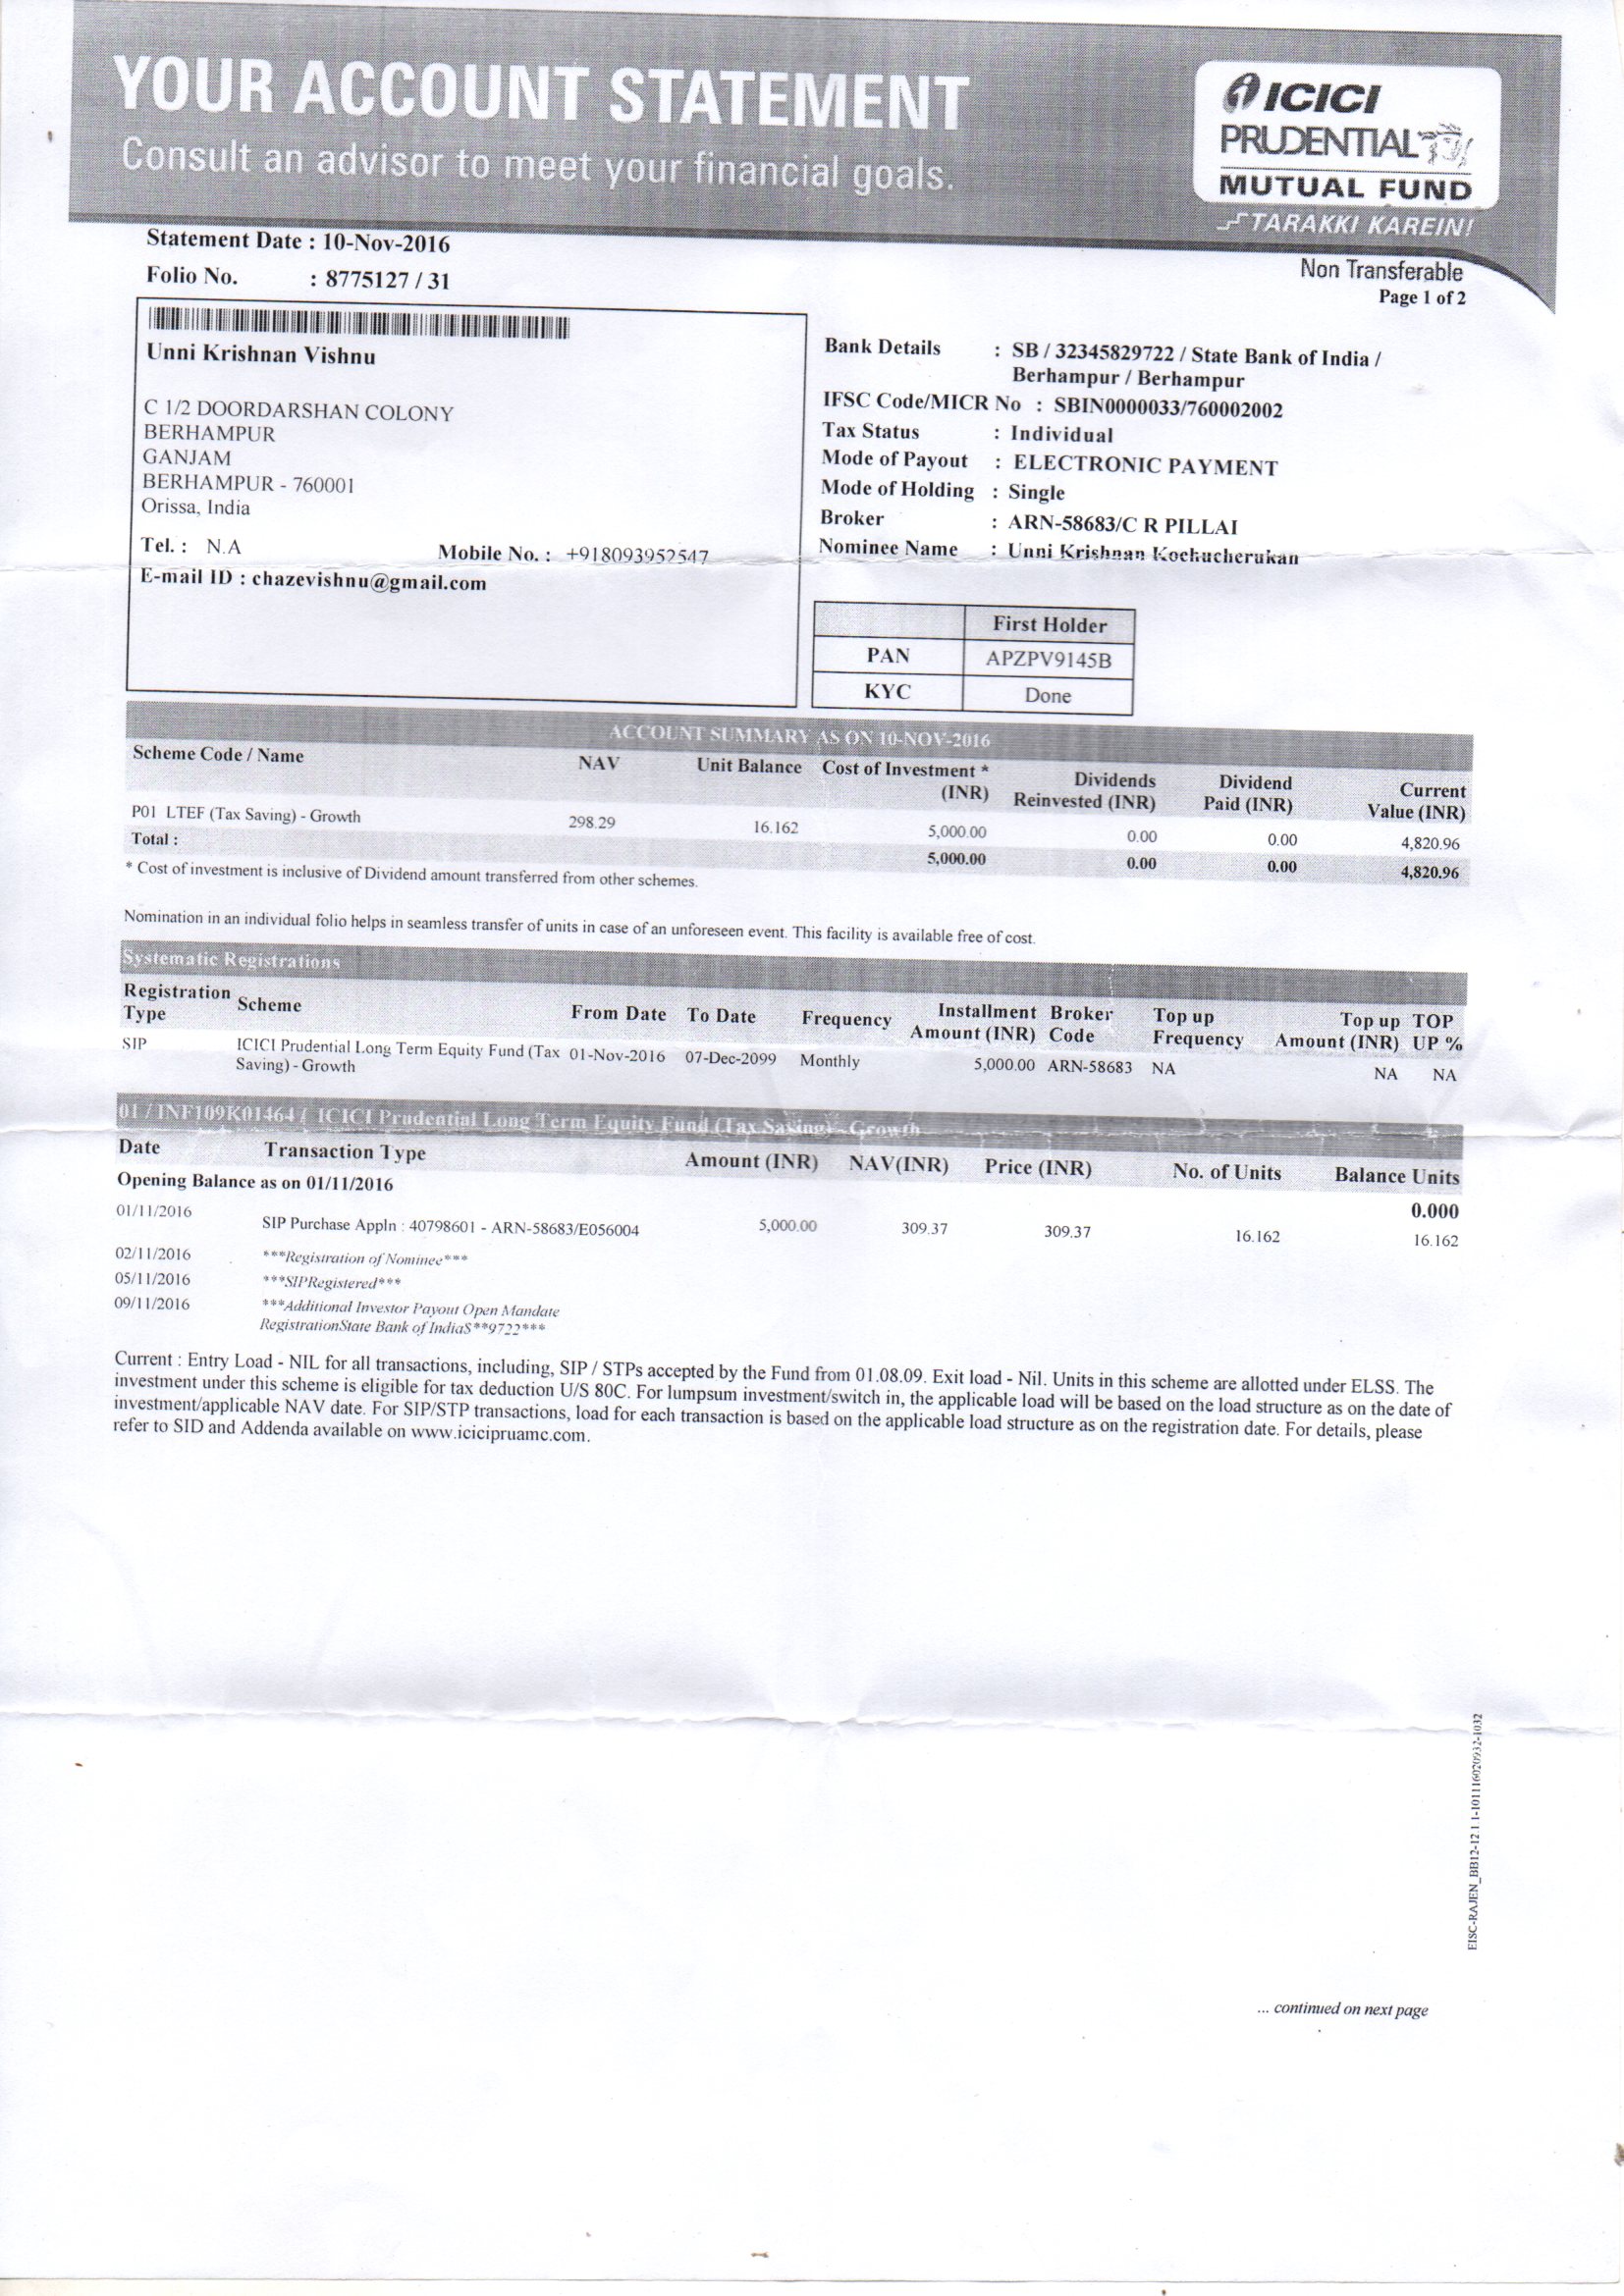 YOUR ACCOUNT STATEMENT
Consult an advisor to meet your financial goals.
ICICI
PRUDENTIAL
MUTUAL FUND
TARAKKI KAREIN!
Statement Date : 10-Nov-2016
Folio No. : 8775127 / 31
Non Transferable
Page 1 of 2
Unni Krishnan Vishnu
C 1/2 DOORDARSHAN COLONY
BERHAMPUR
GANJAM
BERHAMPUR - 760001
Orissa, India
Tel. : N.A Mobile No. : +918093952547
E-mail ID : chazevishnu@gmail.com
Bank Details : SB / 32345829722 / State Bank of India /
Berhampur / Berhampur
IFSC Code/MICR No : SBIN0000033/760002002
Tax Status : Individual
Mode of Payout : ELECTRONIC PAYMENT
Mode of Holding : Single
Broker : ARN-58683/C R PILLAI
Nominee Name : Unni Krishnan Kochucherukan
First Holder
PAN APZPV9145B
KYC Done
ACCOUNT SUMMARY AS ON 10-NOV-2016
Scheme Code / Name NAV Unit Balance Cost of Investment * (INR) Dividends Reinvested (INR) Dividend Paid (INR) Current Value (INR)
P01 LTEF (Tax Saving) - Growth 298.29 16.162 5,000.00 0.00 0.00 4,820.96
Total : 5,000.00 0.00 0.00 4,820.96
* Cost of investment is inclusive of Dividend amount transferred from other schemes.
Nomination in an individual folio helps in seamless transfer of units in case of an unforeseen event. This facility is available free of cost.
Systematic Registrations
Registration Type Scheme From Date To Date Frequency Installment Amount (INR) Broker Code Top up Frequency Top up Amount (INR) TOP UP %
SIP ICICI Prudential Long Term Equity Fund (Tax 01-Nov-2016 07-Dec-2099 Monthly 5,000.00 ARN-58683 NA NA NA
Saving) - Growth
01 / INF109K01464 / ICICI Prudential Long Term Equity Fund (Tax Saving) - Growth
Date Transaction Type Amount (INR) NAV(INR) Price (INR) No. of Units Balance Units
Opening Balance as on 01/11/2016 0.000
01/11/2016 SIP Purchase Appln : 40798601 - ARN-58683/E056004 5,000.00 309.37 309.37 16.162 16.162
02/11/2016 ***Registration of Nominee***
05/11/2016 ***SIPRegistered***
09/11/2016 ***Additional Investor Payout Open Mandate
RegistrationState Bank of IndiaS**9722***
Current : Entry Load - NIL for all transactions, including, SIP / STPs accepted by the Fund from 01.08.09. Exit load - Nil. Units in this scheme are allotted under ELSS. The
investment under this scheme is eligible for tax deduction U/S 80C. For lumpsum investment/switch in, the applicable load will be based on the load structure as on the date of
investment/applicable NAV date. For SIP/STP transactions, load for each transaction is based on the applicable load structure as on the registration date. For details, please
refer to SID and Addenda available on www.icicipruamc.com.
... continued on next page